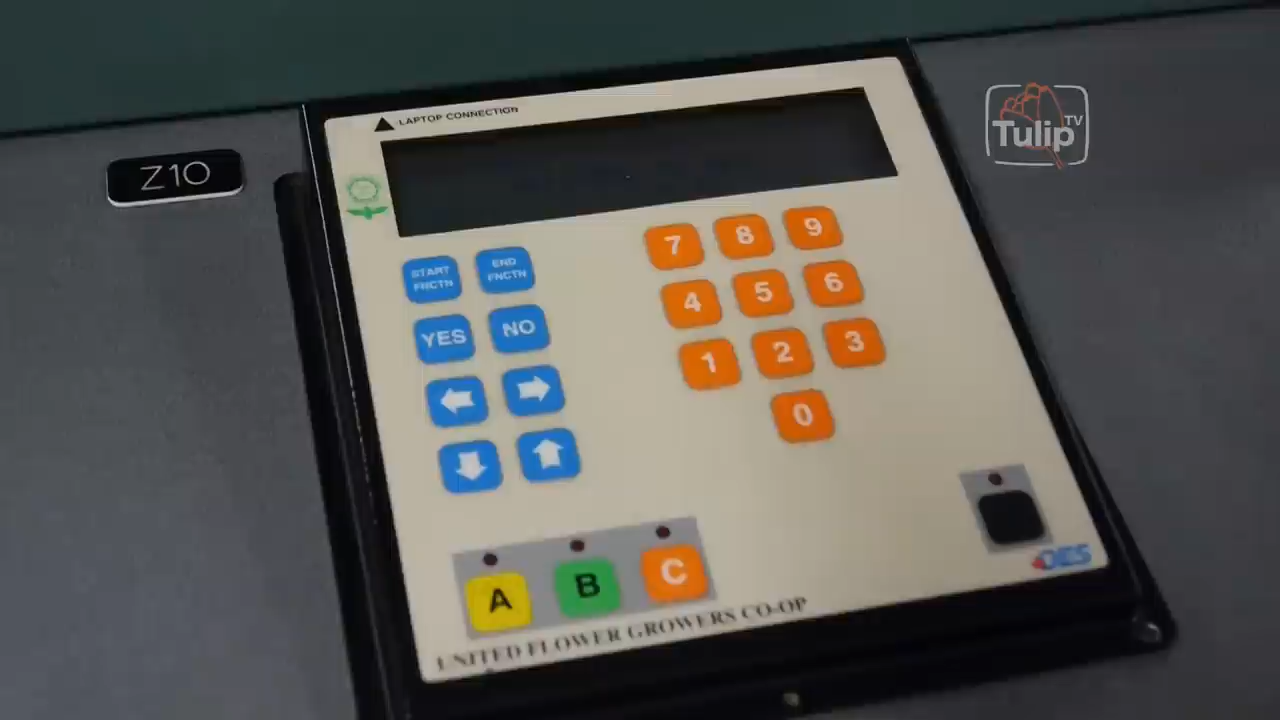 LAPTOP CONNECTION
Tulip TV
Z10
START FNCTN
END FNCTN
YES
NO
7 8 9
4 5 6
1 2 3
0
A B C
OES
UNITED FLOWER GROWERS CO-OP